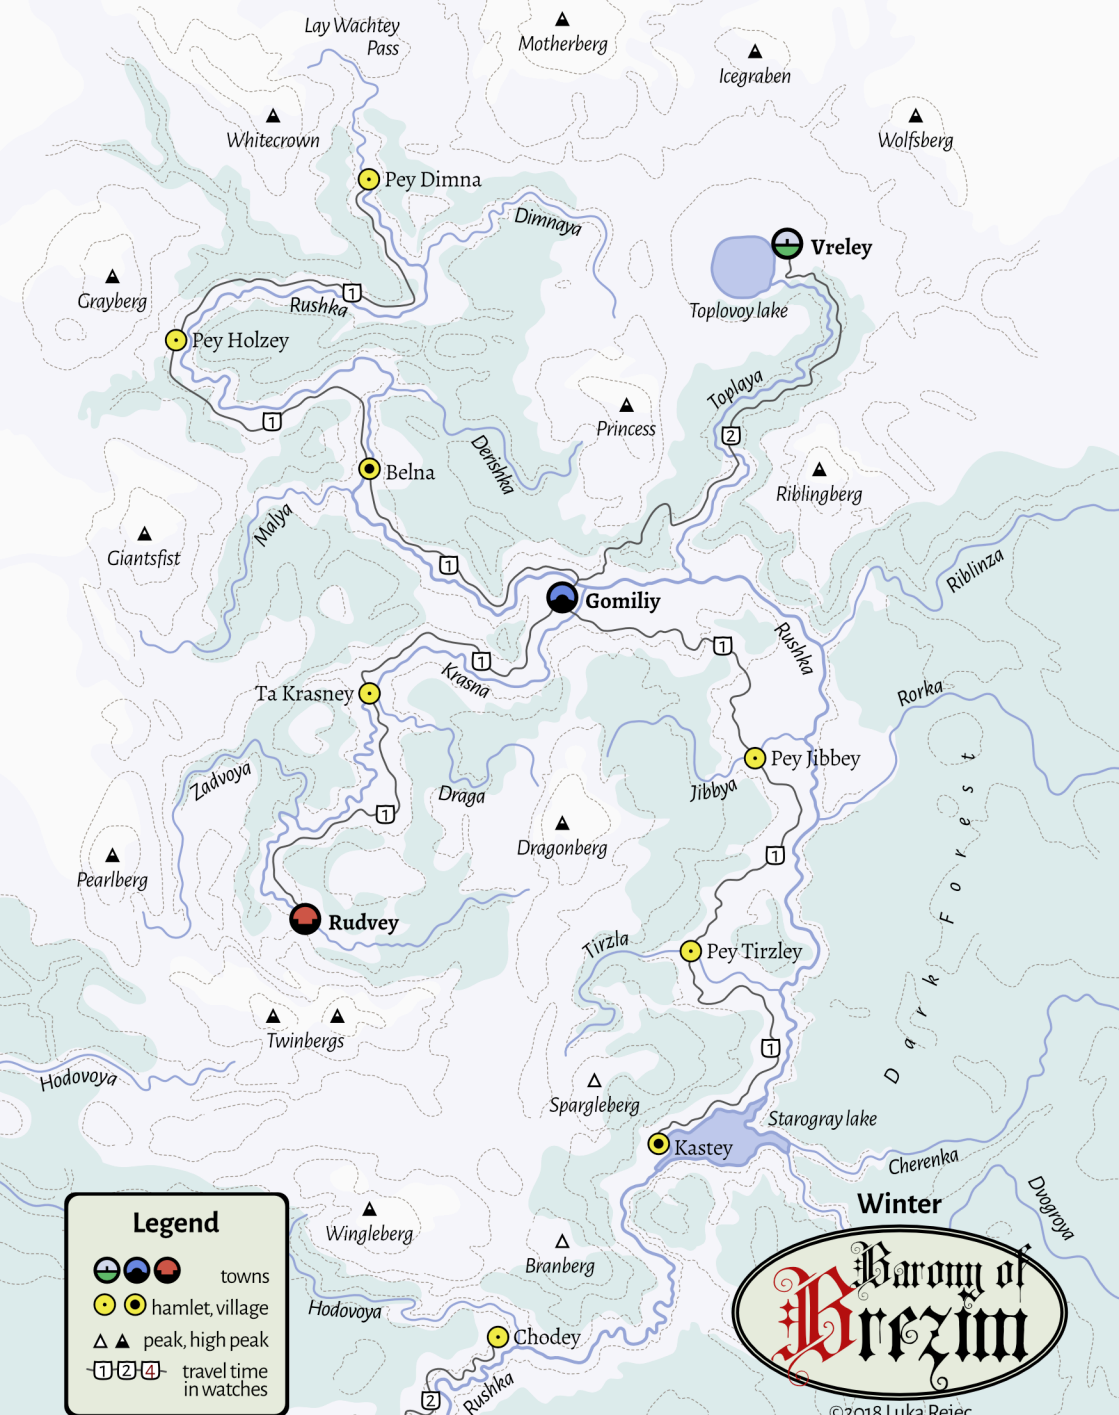 Lay Wachtey
Pass
Motherberg
Icegraben
Whitecrown
Wolfsberg
Pey Dimna
Dimnaya
Vreley
Grayberg
1
Rushka
Toplovoy lake
Pey Holzey
Toplaya
Princess
1
2
Belna
Derishka
Riblingberg
Malya
Giantsfist
1
Riblinza
Gomiliy
Rushka
1
1
Krasna
Ta Krasney
Rorka
Pey Jibbey
Zadvoya
Draga
Jibbya
1
Dragonberg
1
Pearlberg
Dark Forest
Rudvey
Tirzla
Pey Tirzley
Twinbergs
1
Hodovoya
Spargleberg
Starogray lake
Kastey
Cherenka
Dvogroya
Winter
Barony of
Brezim
©2018 Luka Rejec
Wingleberg
Branberg
Hodovoya
Chodey
2
Rushka
Legend
towns
hamlet, village
peak, high peak
1 2 4 travel time
in watches